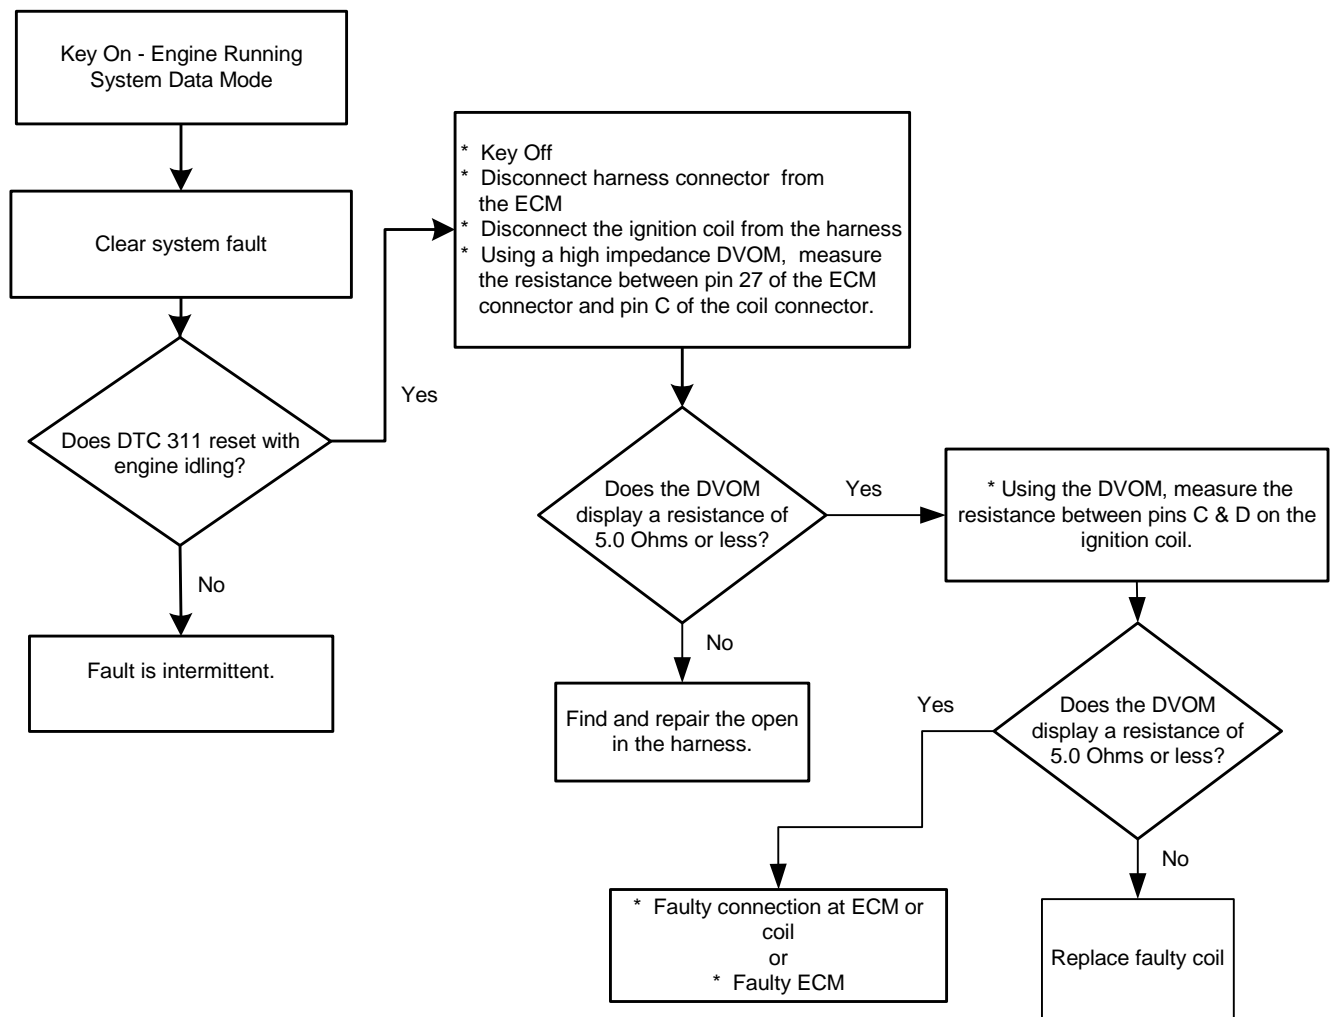 Key On - Engine Running
System Data Mode
Clear system fault
Does DTC 311 reset with
engine idling?
Yes
No
Fault is intermittent.
* Key Off
* Disconnect harness connector from
the ECM
* Disconnect the ignition coil from the harness
* Using a high impedance DVOM, measure
the resistance between pin 27 of the ECM
connector and pin C of the coil connector.
Does the DVOM
display a resistance of
5.0 Ohms or less?
Yes
No
Find and repair the open
in the harness.
* Using the DVOM, measure the
resistance between pins C & D on the
ignition coil.
Does the DVOM
display a resistance of
5.0 Ohms or less?
Yes
No
* Faulty connection at ECM or
coil
or
* Faulty ECM
Replace faulty coil